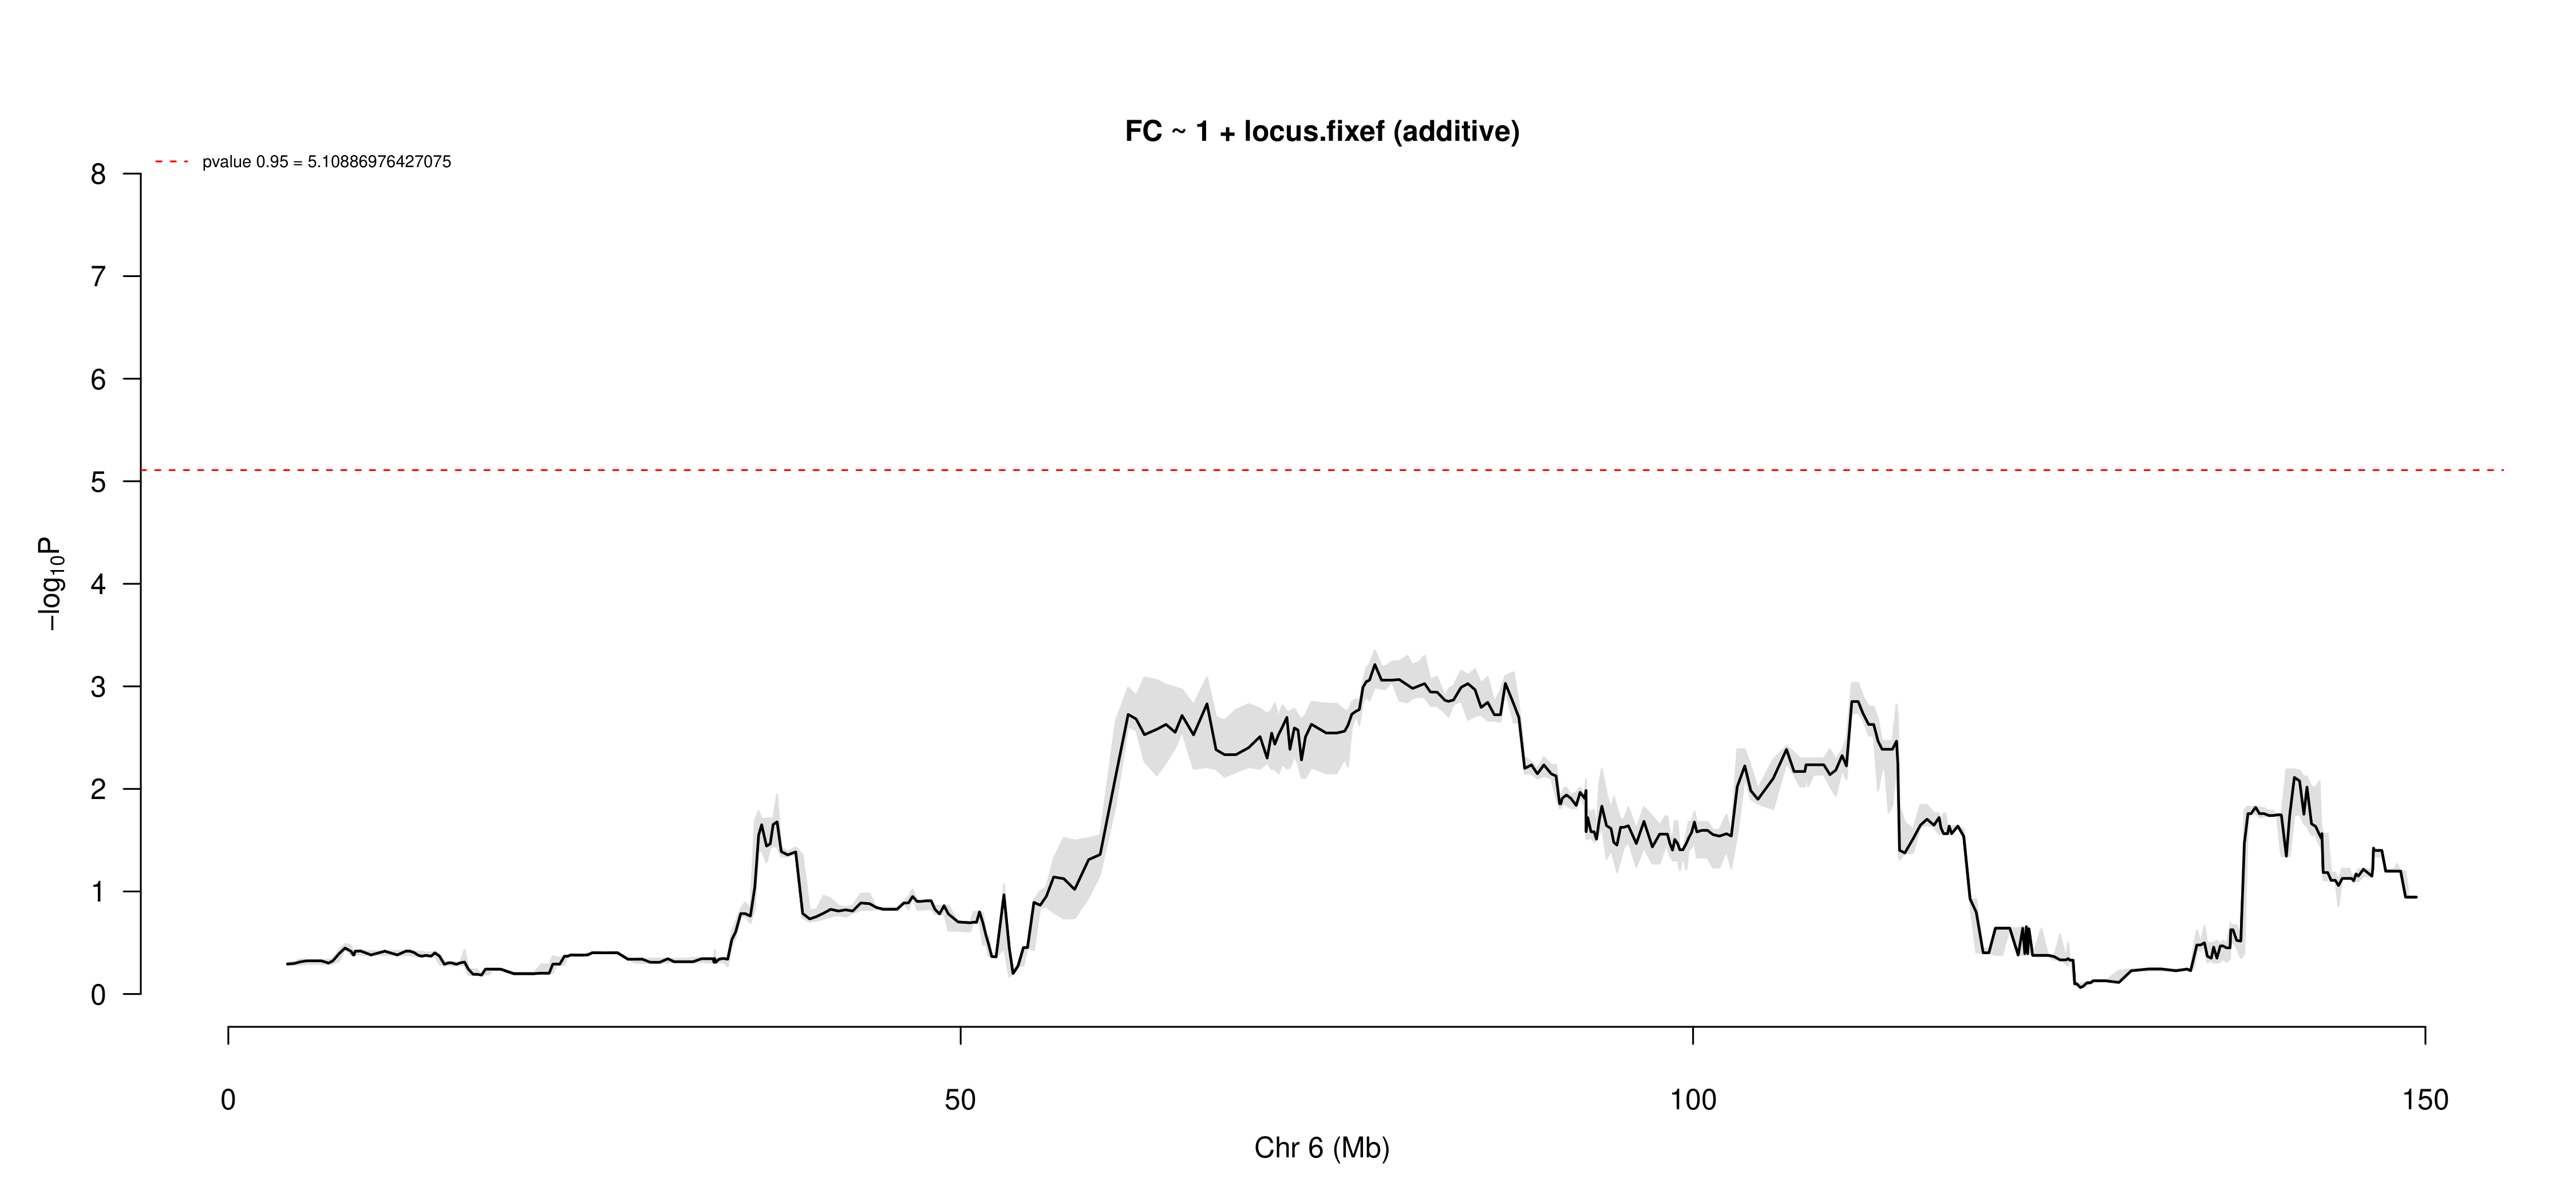 FC ~ 1 + locus.fixef (additive)
pvalue 0.95 = 5.10886976427075
8
7
6
5
4
3
2
1
0
−log10P
0 50 100 150
Chr 6 (Mb)